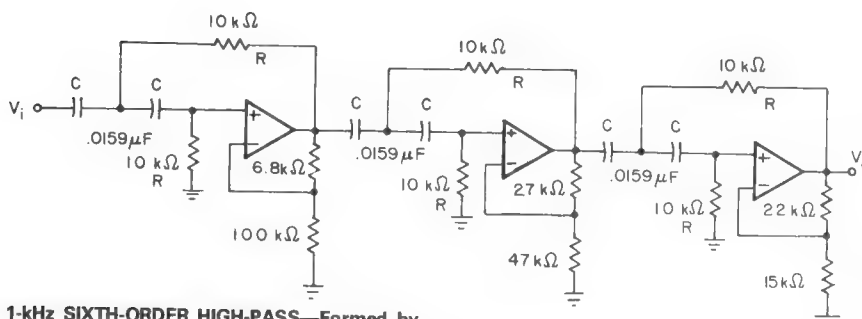 10 kΩ
R
10 kΩ
R
10 kΩ
R
C
C
Vi
.0159µF
10 kΩ
R
+
−
6.8kΩ
100 kΩ
C
C
.0159µF
10 kΩ
R
+
−
27 kΩ
47 kΩ
C
C
.0159µF
10 kΩ
R
+
−
22 kΩ
15kΩ
V
1-kHz SIXTH-ORDER HIGH-PASS—Formed by